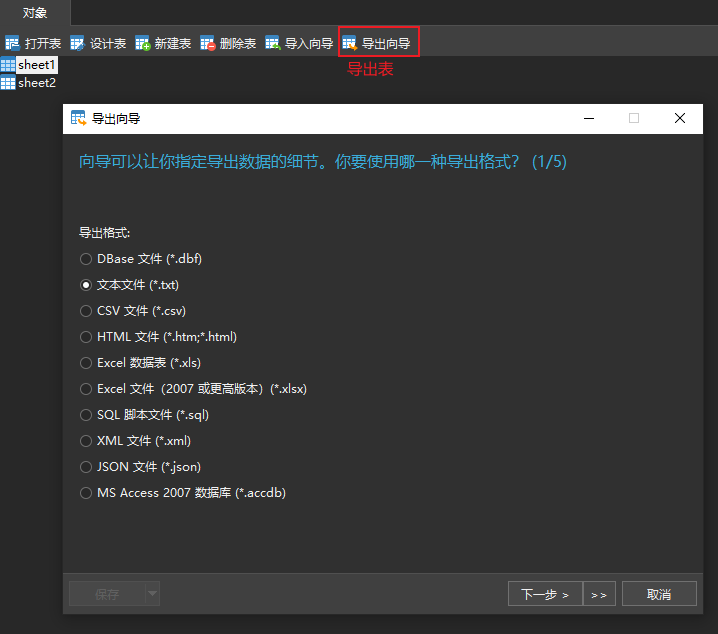 对象
打开表 设计表 新建表 删除表 导入向导 导出向导
导出表
sheet1
sheet2
导出向导
向导可以让你指定导出数据的细节。你要使用哪一种导出格式？ (1/5)
导出格式:
DBase 文件 (*.dbf)
文本文件 (*.txt)
CSV 文件 (*.csv)
HTML 文件 (*.htm;*.html)
Excel 数据表 (*.xls)
Excel 文件（2007 或更高版本）(*.xlsx)
SQL 脚本文件 (*.sql)
XML 文件 (*.xml)
JSON 文件 (*.json)
MS Access 2007 数据库 (*.accdb)
保存 下一步 > >> 取消